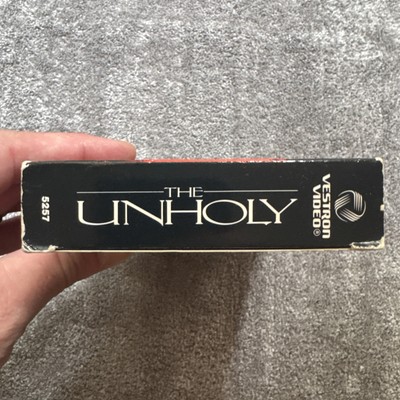 5257
THE
UNHOLY
VESTRON
VIDEO®